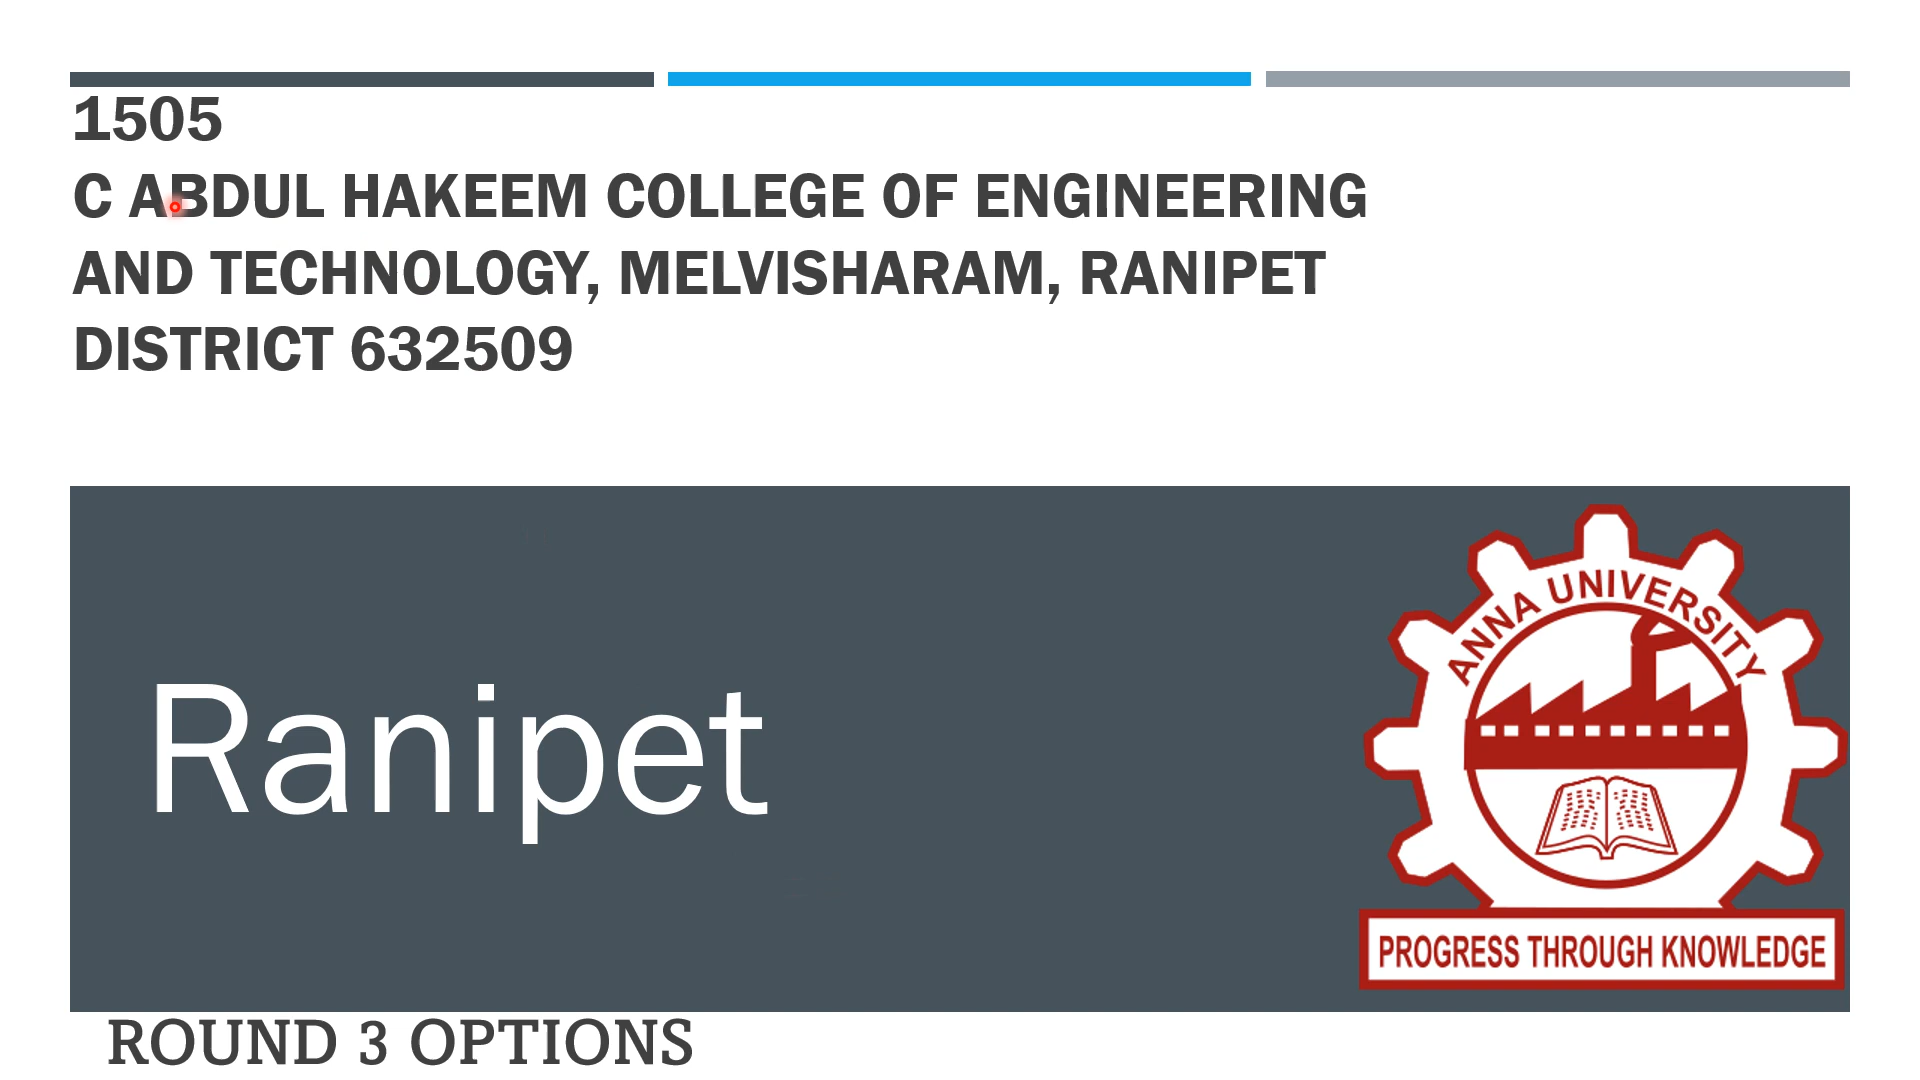 1505
C ABDUL HAKEEM COLLEGE OF ENGINEERING
AND TECHNOLOGY, MELVISHARAM, RANIPET
DISTRICT 632509
Ranipet
ANNA UNIVERSITY
PROGRESS THROUGH KNOWLEDGE
ROUND 3 OPTIONS